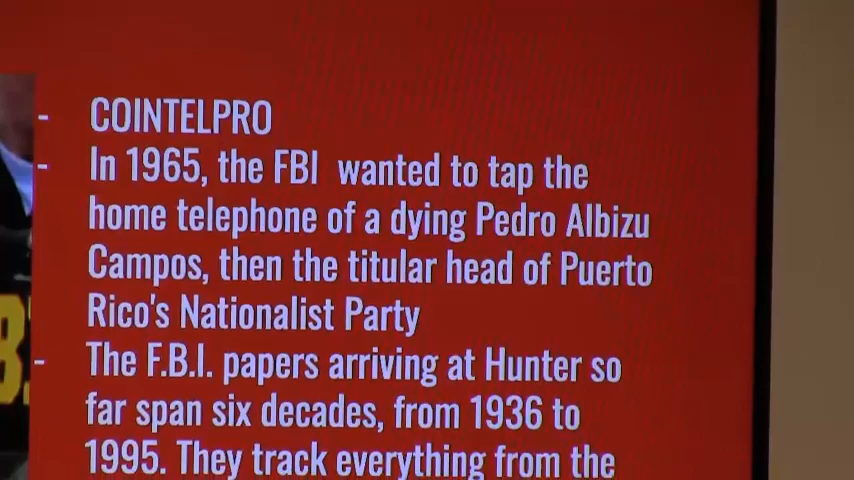 - COINTELPRO
- In 1965, the FBI wanted to tap the
home telephone of a dying Pedro Albizu
Campos, then the titular head of Puerto
Rico's Nationalist Party
- The F.B.I. papers arriving at Hunter so
far span six decades, from 1936 to
1995. They track everything from the